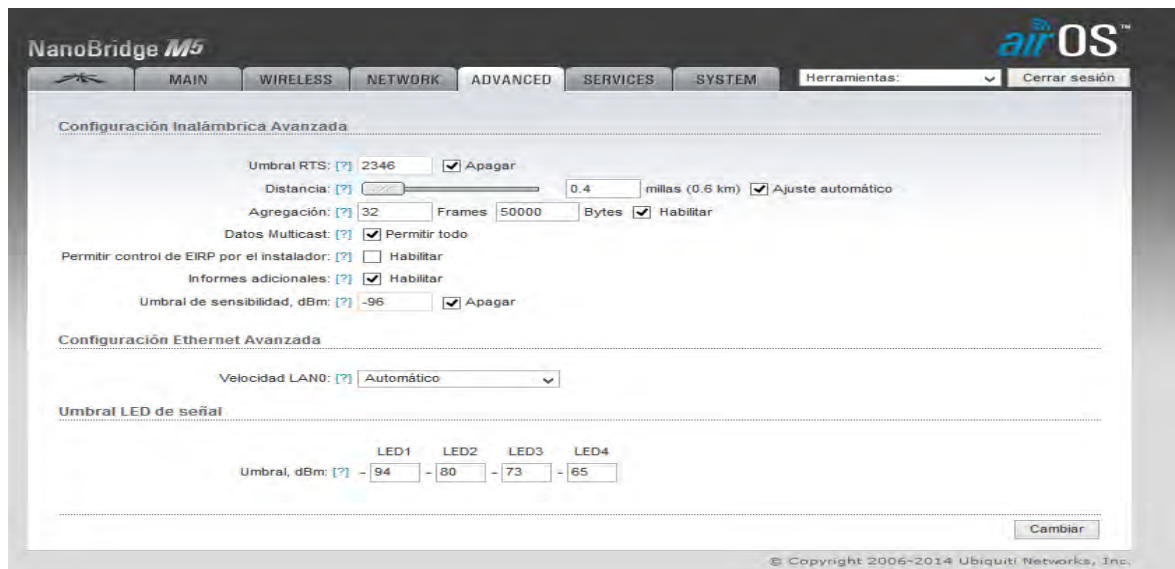 NanoBridge M5
airOS™
MAIN WIRELESS NETWORK ADVANCED SERVICES SYSTEM Herramientas: Cerrar sesión
Configuración Inalámbrica Avanzada
Umbral RTS: [?] 2346 Apagar
Distancia: [?] 0.4 millas (0.6 km) Ajuste automático
Agregación: [?] 32 Frames 50000 Bytes Habilitar
Datos Multicast: [?] Permitir todo
Permitir control de EIRP por el instalador: [?] Habilitar
Informes adicionales: [?] Habilitar
Umbral de sensibilidad, dBm: [?] -96 Apagar
Configuración Ethernet Avanzada
Velocidad LAN0: [?] Automático
Umbral LED de señal
LED1 LED2 LED3 LED4
Umbral, dBm: [?] - 94 - 80 - 73 - 65
Cambiar
© Copyright 2006-2014 Ubiquiti Networks, Inc.